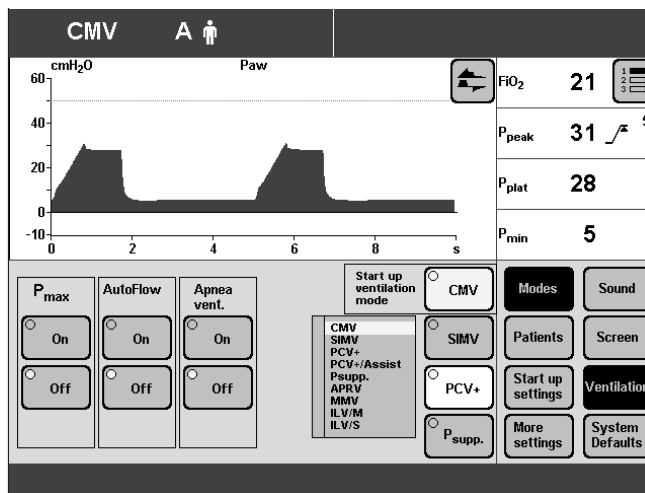 CMV A
cmH2O Paw
60
40
20
0
-10
0 2 4 6 8 s
FiO2 21
1
2
3
Ppeak 31
Pplat 28
Pmin 5
Pmax
On
Off
AutoFlow
On
Off
Apnea
vent.
On
Off
Start up
ventilation
mode
CMV
SIMV
PCV+
PCV+/Assist
Psupp.
APRV
MMV
ILV/M
ILV/S
CMV
SIMV
PCV+
Psupp.
Modes
Sound
Patients
Screen
Start up
settings
Ventilation
More
settings
System
Defaults